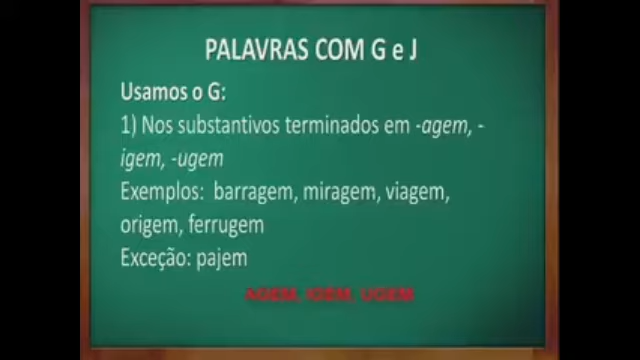 PALAVRAS COM G e J
Usamos o G:
1) Nos substantivos terminados em -agem, -
igem, -ugem
Exemplos: barragem, miragem, viagem,
origem, ferrugem
Exceção: pajem
AGEM, IGEM, UGEM